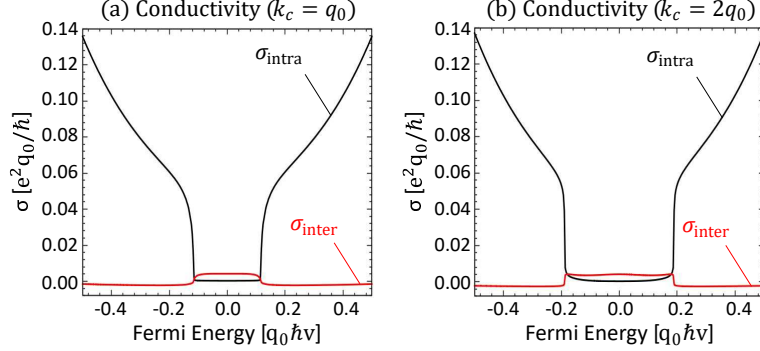 (a) Conductivity (k_c = q_0)
0.14
0.12
0.10
0.08
0.06
0.04
0.02
0.00
σ [e²q_0/ℏ]
σ_intra
σ_inter
-0.4 -0.2 0.0 0.2 0.4
Fermi Energy [q_0ℏv]
(b) Conductivity (k_c = 2q_0)
0.14
0.12
0.10
0.08
0.06
0.04
0.02
0.00
σ [e²q_0/ℏ]
σ_intra
σ_inter
-0.4 -0.2 0.0 0.2 0.4
Fermi Energy [q_0ℏv]